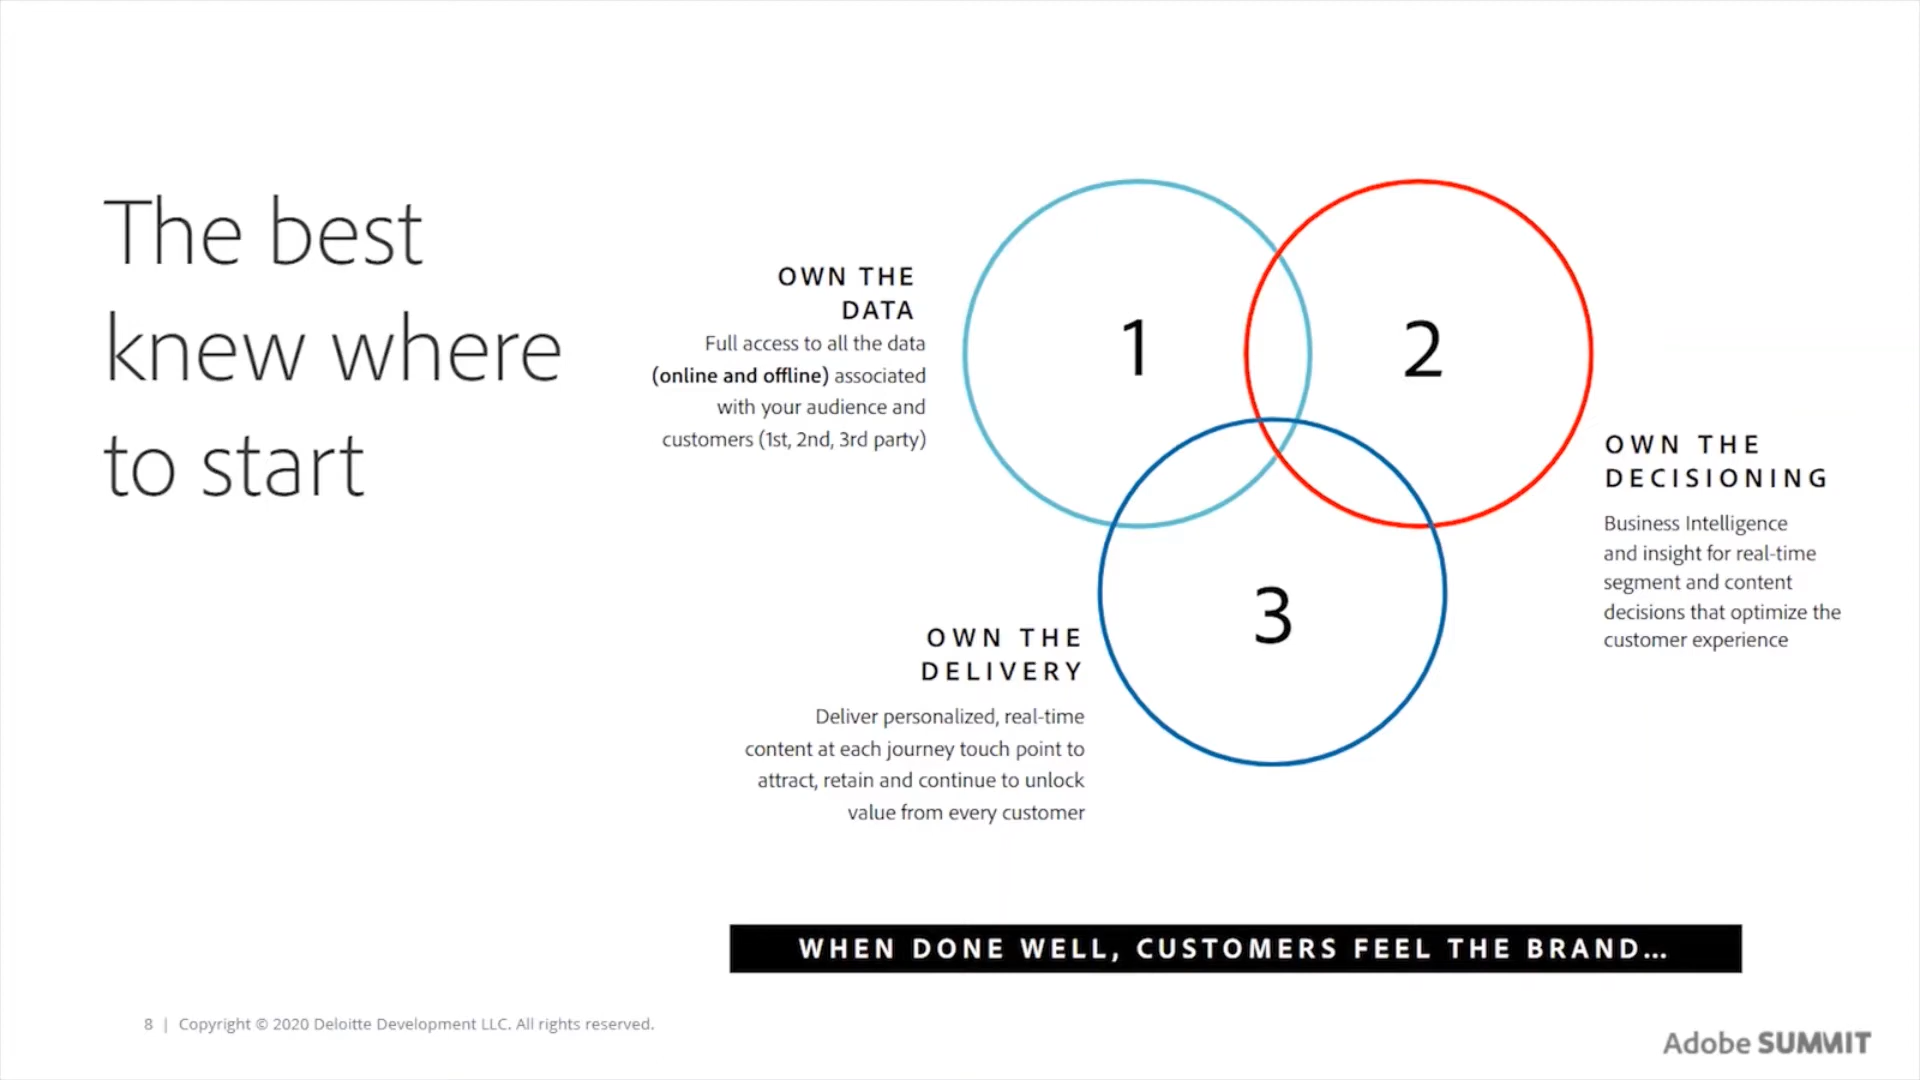 The best
knew where
to start
OWN THE
DATA
Full access to all the data
(online and offline) associated
with your audience and
customers (1st, 2nd, 3rd party)
1
2
OWN THE
DECISIONING
Business Intelligence
and insight for real-time
segment and content
decisions that optimize the
customer experience
3
OWN THE
DELIVERY
Deliver personalized, real-time
content at each journey touch point to
attract, retain and continue to unlock
value from every customer
WHEN DONE WELL, CUSTOMERS FEEL THE BRAND...
8 | Copyright © 2020 Deloitte Development LLC. All rights reserved.
Adobe SUMMIT